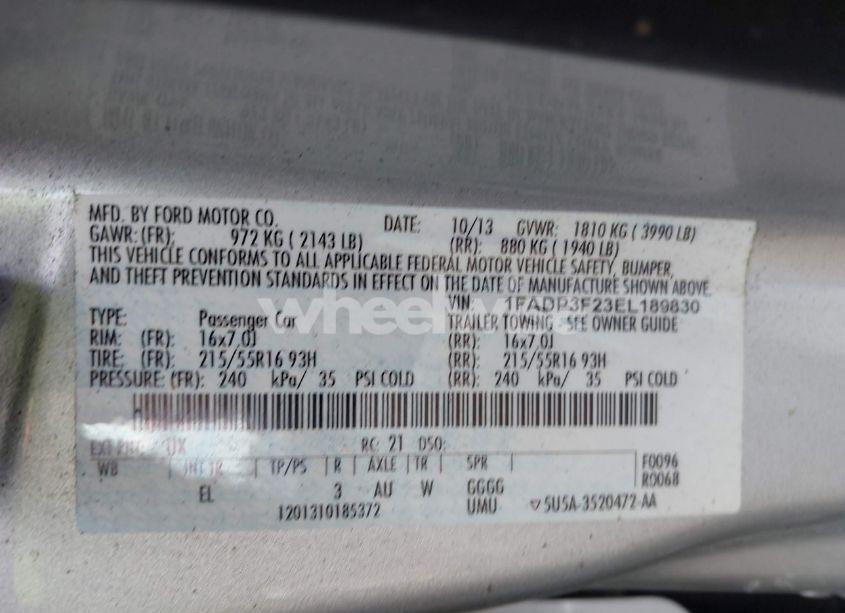 MFD. BY FORD MOTOR CO. DATE: 10/13 GVWR: 1810 KG ( 3990 LB)
GAWR: (FR): 972 KG ( 2143 LB) (RR): 880 KG ( 1940 LB)
THIS VEHICLE CONFORMS TO ALL APPLICABLE FEDERAL MOTOR VEHICLE SAFETY, BUMPER,
AND THEFT PREVENTION STANDARDS IN EFFECT ON THE DATE OF MANUFACTURE SHOWN ABOVE.
VIN: 1FADP3F23EL189830
TYPE: Passenger Car TRAILER TOWING - SEE OWNER GUIDE
RIM: (FR): 16x7.0J (RR): 16x7.0J
TIRE: (FR): 215/55R16 93H (RR): 215/55R16 93H
PRESSURE: (FR): 240 kPa/ 35 PSI COLD (RR): 240 kPa/ 35 PSI COLD
EXT PNT: UX RC: 21 DSO:
WB INT TR TP/PS R AXLE TR SPR F0096
R0068
EL 3 AU W GGGG
1201310185372 UMU 5U5A-3520472-AA